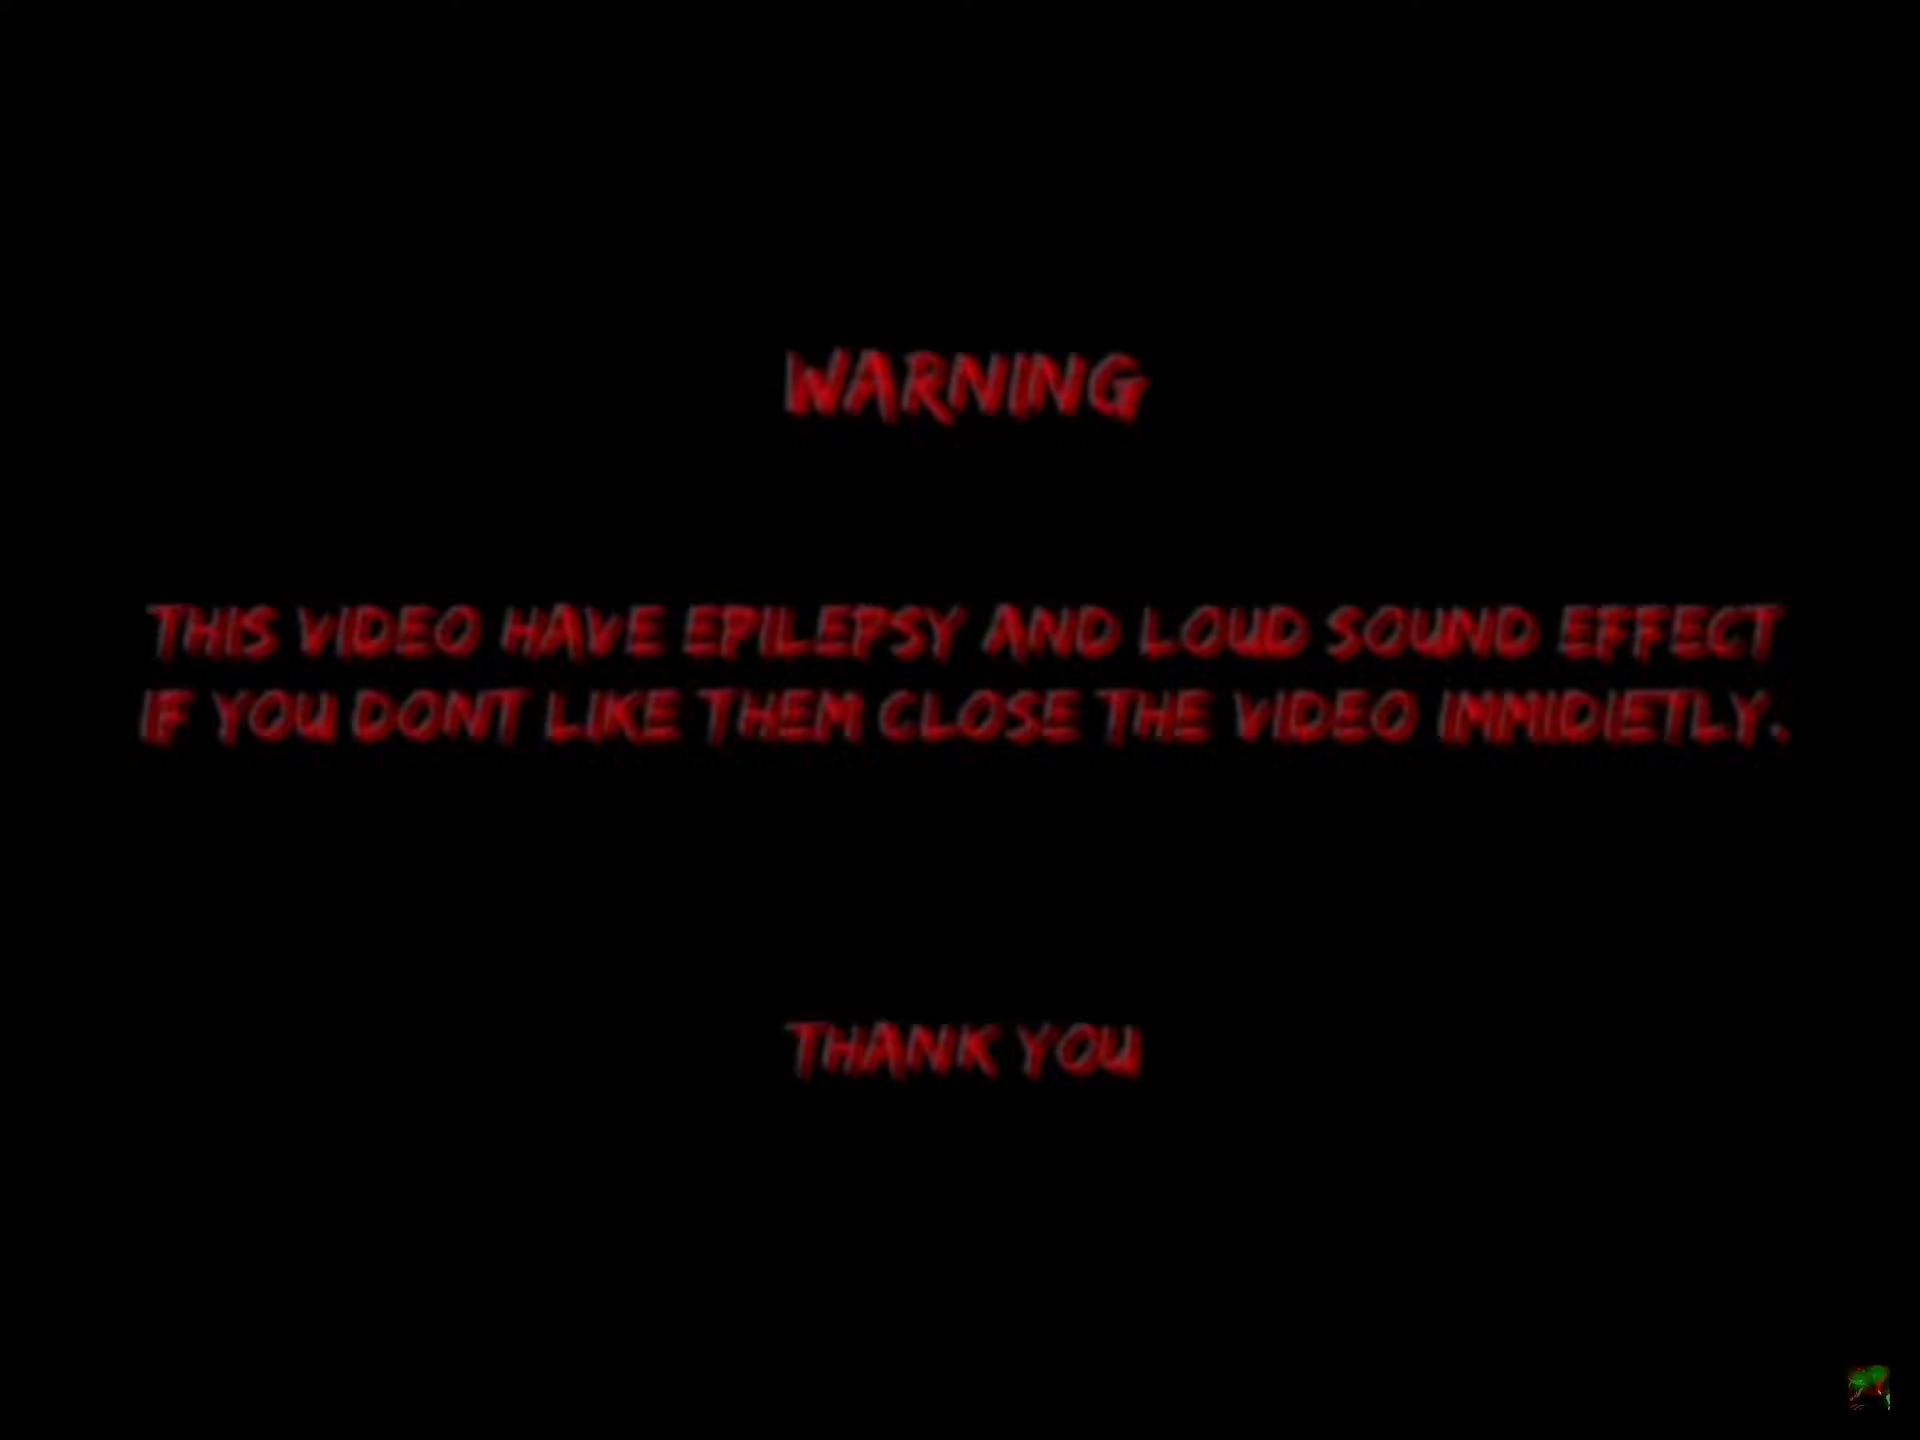 WARNING
THIS VIDEO HAVE EPILEPSY AND LOUD SOUND EFFECT
IF YOU DONT LIKE THEM CLOSE THE VIDEO IMMIDIETLY.
THANK YOU